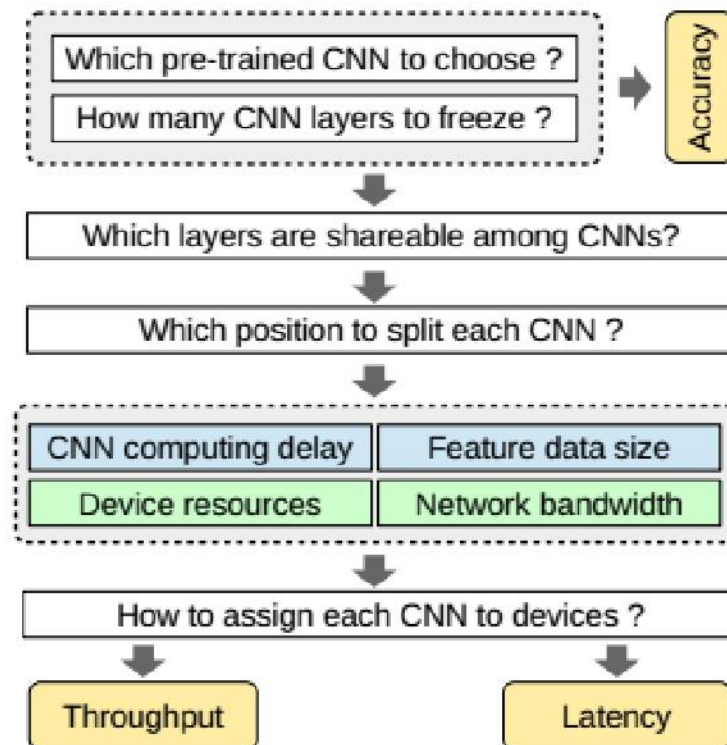 Which pre-trained CNN to choose ?
How many CNN layers to freeze ?
Accuracy
Which layers are shareable among CNNs?
Which position to split each CNN ?
CNN computing delay
Feature data size
Device resources
Network bandwidth
How to assign each CNN to devices ?
Throughput
Latency